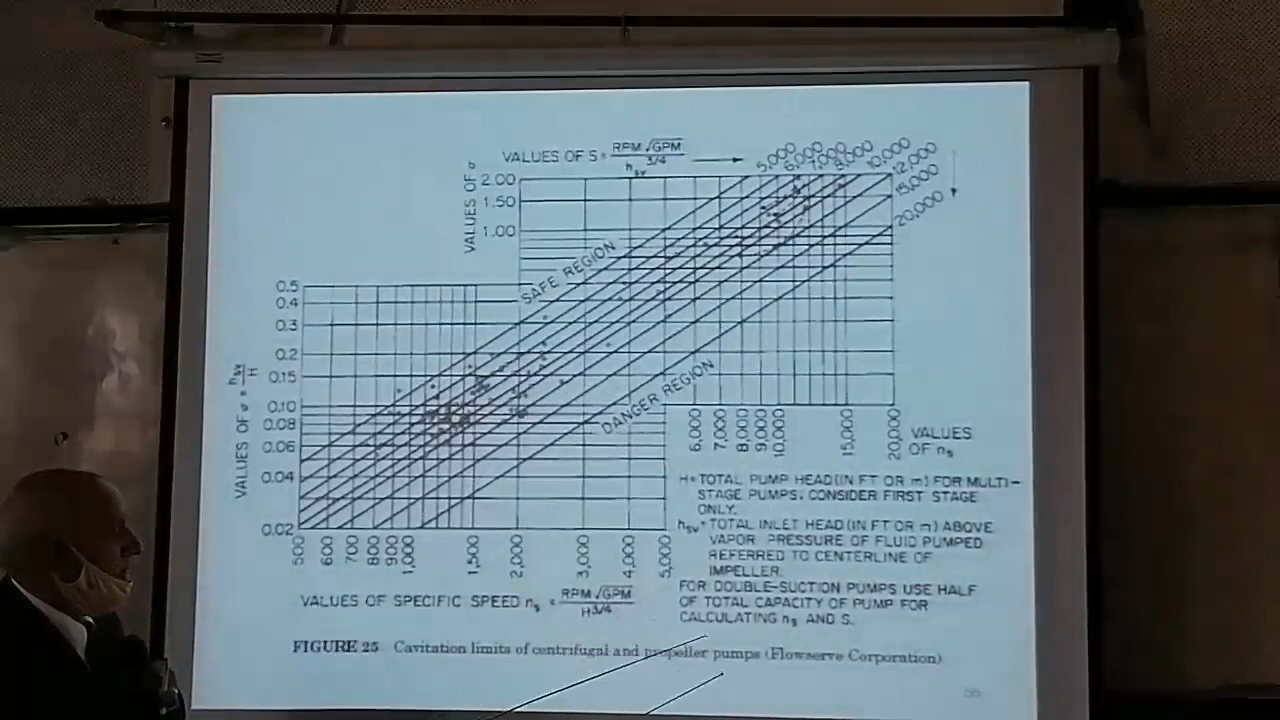 VALUES OF S = RPM √GPM
h_sv 3/4
5,000
6,000
7,000
8,000
10,000
12,000
15,000
20,000
VALUES OF σ
2.00
1.50
1.00
SAFE REGION
0.5
0.4
0.3
0.2
0.15
0.10
0.08
0.06
0.04
0.02
VALUES OF σ = h_sv
H
DANGER REGION
6,000
7,000
8,000
9,000
10,000
15,000
20,000
VALUES
OF n_s
500
600
700
800
900
1,000
1,500
2,000
3,000
4,000
5,000
VALUES OF SPECIFIC SPEED n_s = RPM √GPM
H 3/4
H = TOTAL PUMP HEAD (IN FT OR m) FOR MULTI-
STAGE PUMPS, CONSIDER FIRST STAGE
ONLY.
h_sv = TOTAL INLET HEAD (IN FT OR m) ABOVE
VAPOR PRESSURE OF FLUID PUMPED
REFERRED TO CENTERLINE OF
IMPELLER.
FOR DOUBLE-SUCTION PUMPS USE HALF
OF TOTAL CAPACITY OF PUMP FOR
CALCULATING n_s AND S.
FIGURE 25 Cavitation limits of centrifugal and propeller pumps (Flowserve Corporation)